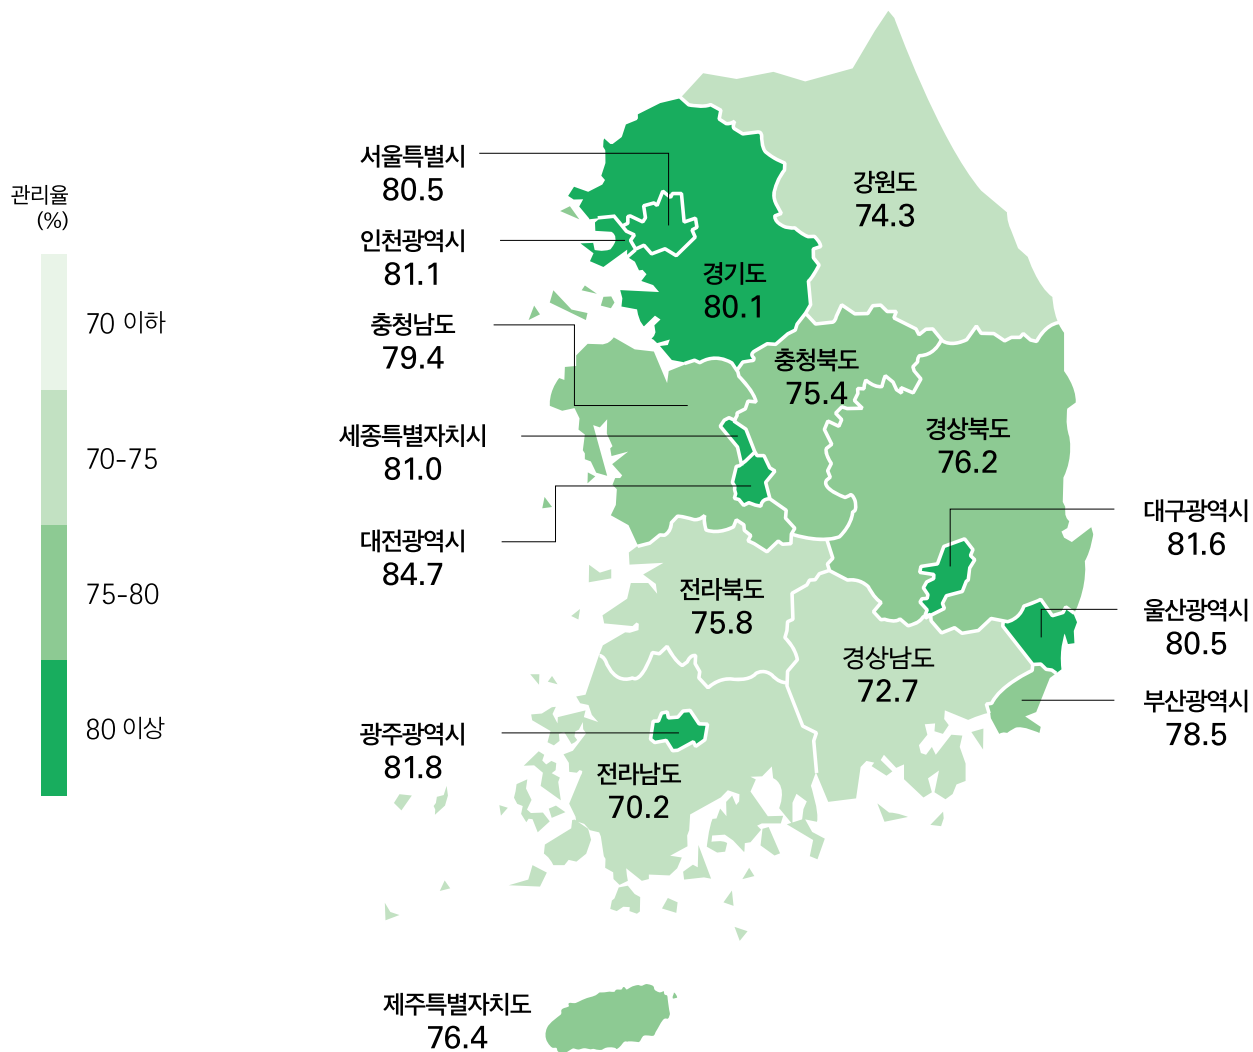 관리율
(%)
70 이하
70-75
75-80
80 이상
서울특별시
80.5
인천광역시
81.1
충청남도
79.4
세종특별자치시
81.0
대전광역시
84.7
광주광역시
81.8
강원도
74.3
경기도
80.1
충청북도
75.4
경상북도
76.2
대구광역시
81.6
울산광역시
80.5
부산광역시
78.5
전라북도
75.8
경상남도
72.7
전라남도
70.2
제주특별자치도
76.4